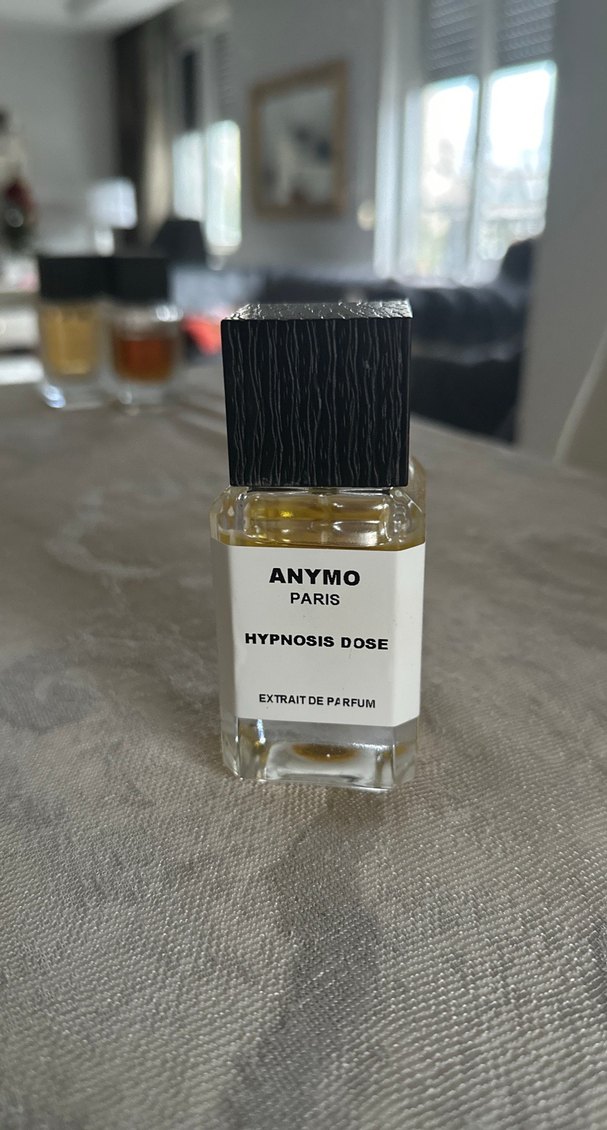 ANYMO
PARIS
HYPNOSIS DOSE
EXTRAIT DE PARFUM